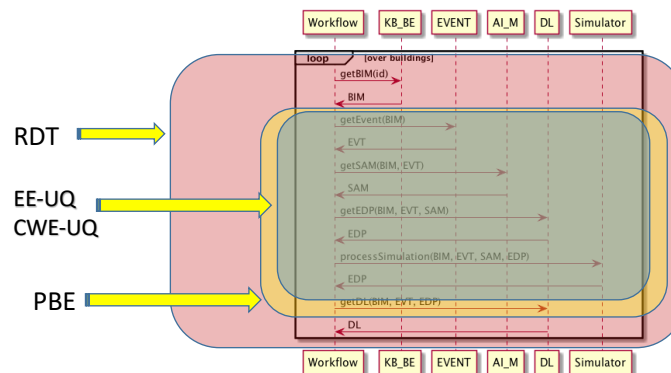 Workflow KB_BE EVENT AI_M DL Simulator
loop [over buildings]
getBIM(id)
BIM
getEvent(BIM)
EVT
getSAM(BIM, EVT)
SAM
getEDP(BIM, EVT, SAM)
EDP
processSimulation(BIM, EVT, SAM, EDP)
EDP
getDL(BIM, EVT, EDP)
DL
Workflow KB_BE EVENT AI_M DL Simulator
RDT
EE-UQ
CWE-UQ
PBE